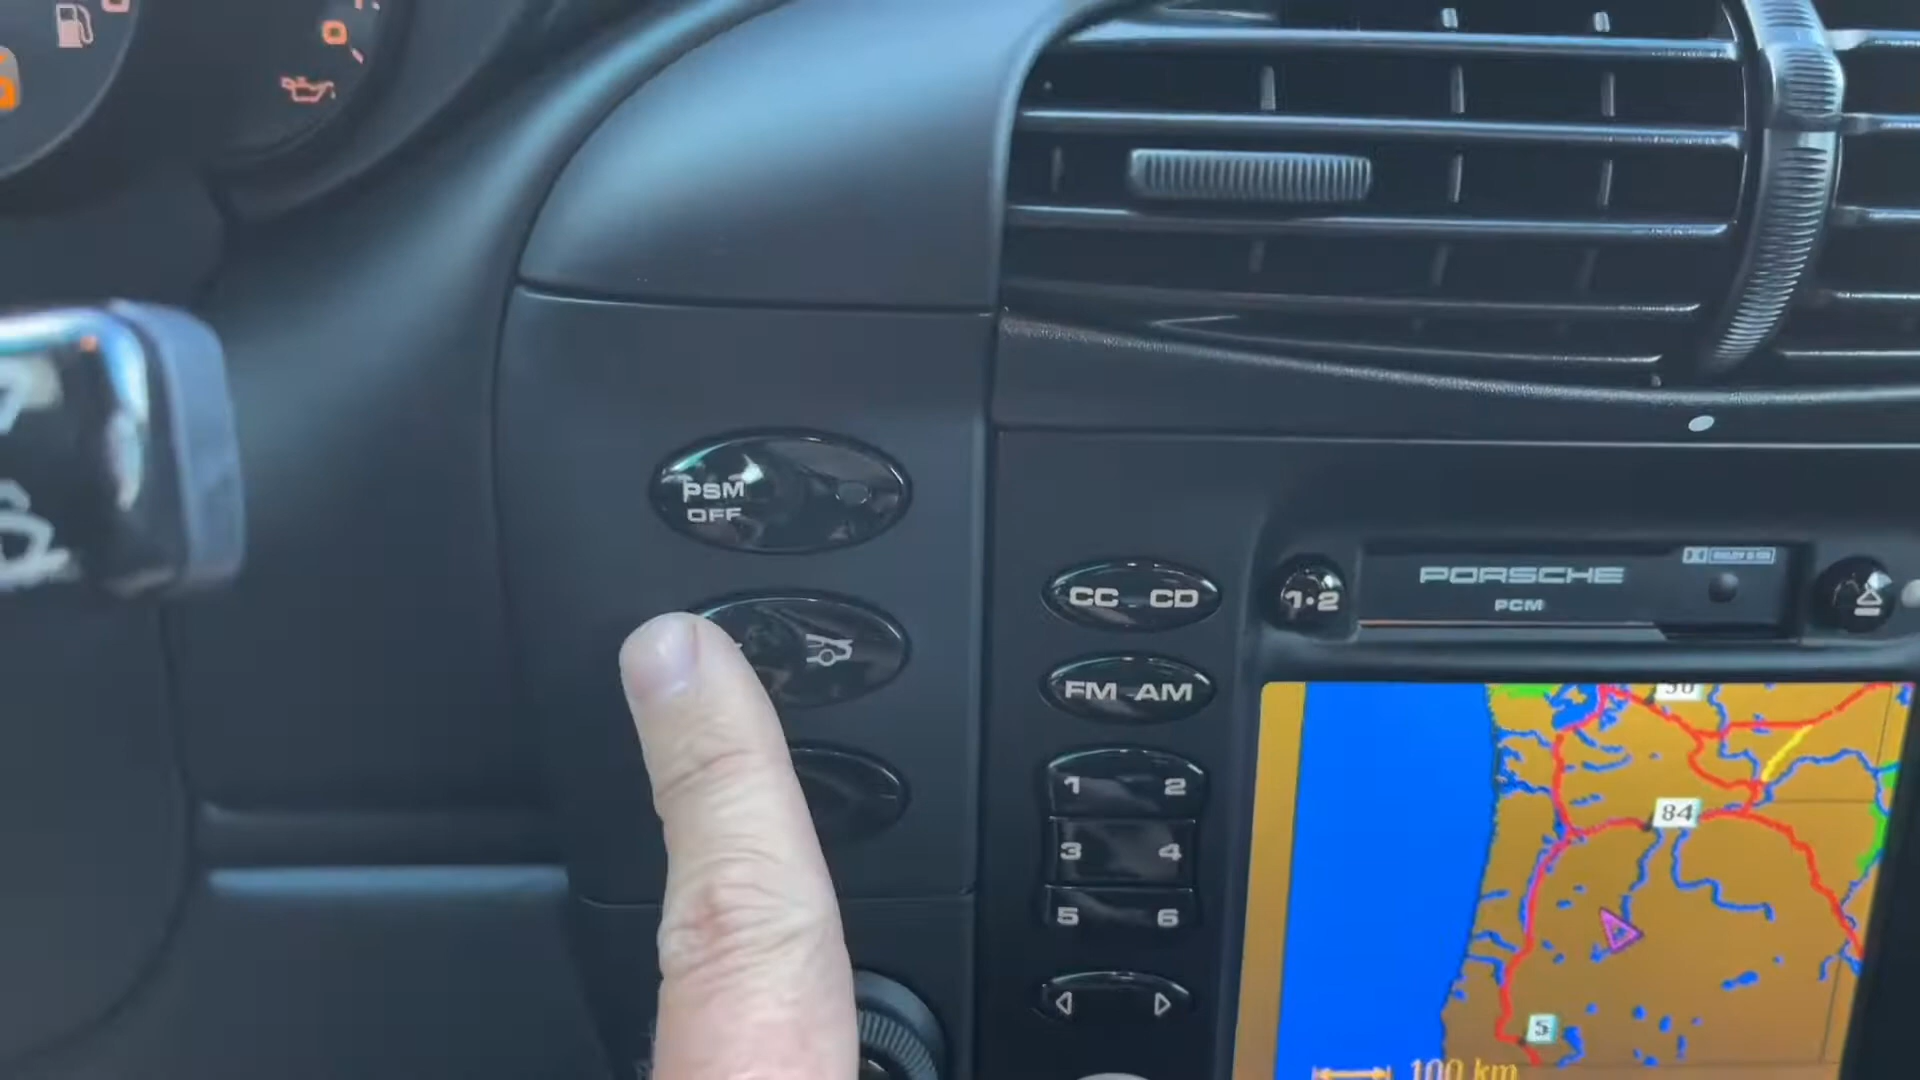 PSM
OFF
CC CD
FM AM
1 2
3 4
5 6
1•2
PORSCHE
PCM
84
5
100 km